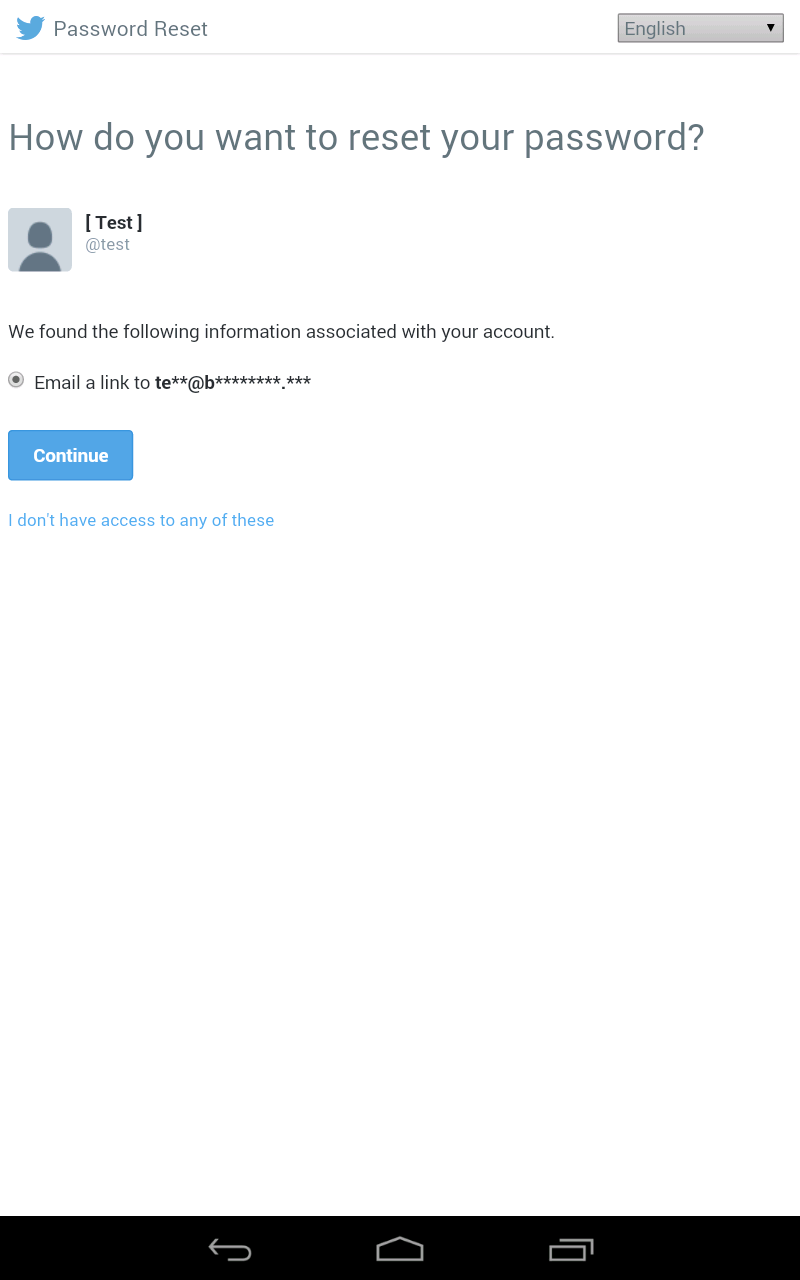 Password Reset
English
How do you want to reset your password?
[ Test ]
@test
We found the following information associated with your account.
Email a link to te**@b********.***
Continue
I don't have access to any of these